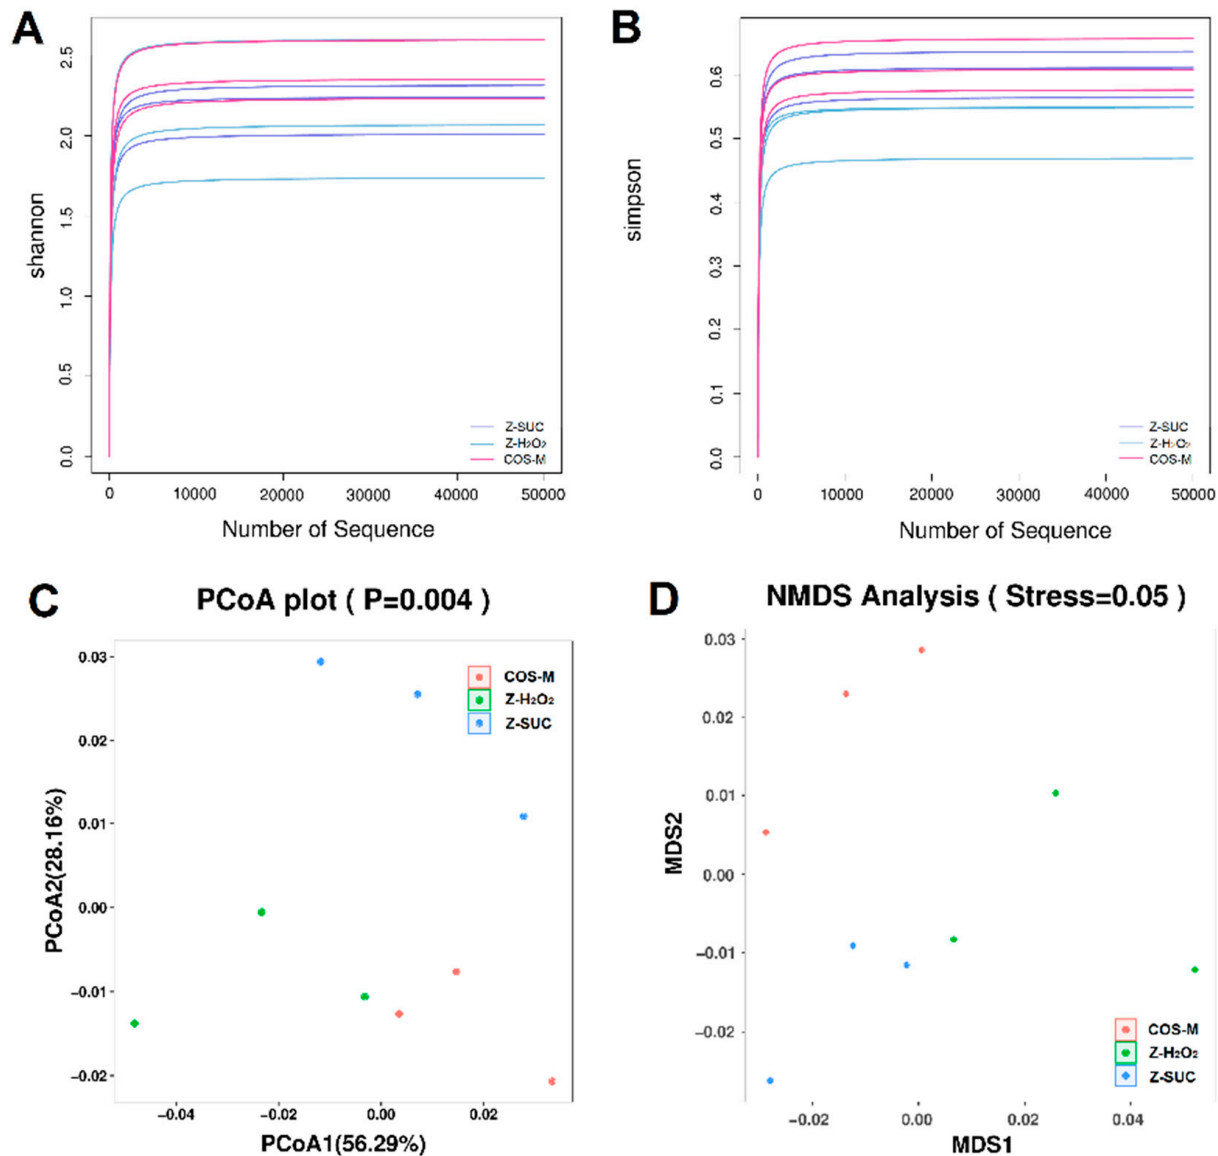 A
shannon
2.5
2.0
1.5
1.0
0.5
0.0
Z-SUC
Z-H₂O₂
COS-M
0 10000 20000 30000 40000 50000
Number of Sequence
B
simpson
0.6
0.5
0.4
0.3
0.2
0.1
0.0
Z-SUC
Z-H₂O₂
COS-M
0 10000 20000 30000 40000 50000
Number of Sequence
C
PCoA plot ( P=0.004 )
PCoA2(28.16%)
0.03
0.02
0.01
0.00
−0.01
−0.02
COS-M
Z-H₂O₂
Z-SUC
−0.04 −0.02 0.00 0.02
PCoA1(56.29%)
D
NMDS Analysis ( Stress=0.05 )
MDS2
0.03
0.02
0.01
0.00
−0.01
−0.02
COS-M
Z-H₂O₂
Z-SUC
−0.02 0.00 0.02 0.04
MDS1